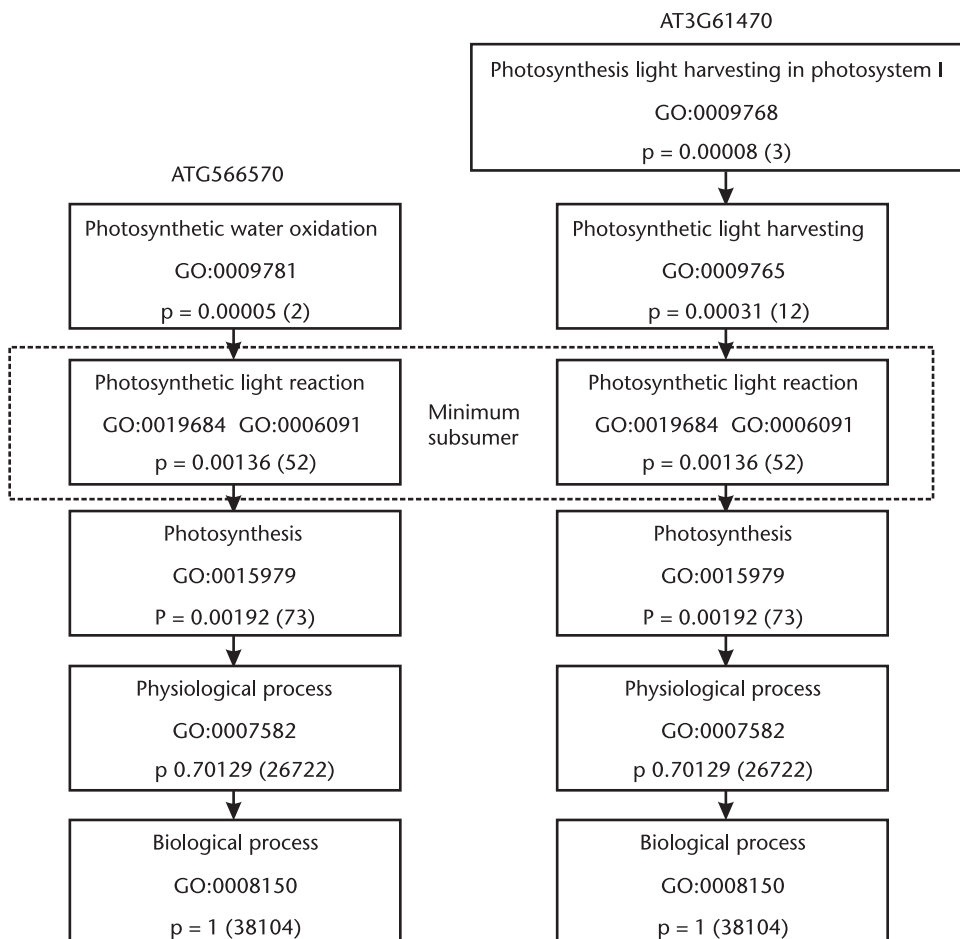 AT3G61470
Photosynthesis light harvesting in photosystem I
GO:0009768
p = 0.00008 (3)
ATG566570
Photosynthetic water oxidation
GO:0009781
p = 0.00005 (2)
Photosynthetic light harvesting
GO:0009765
p = 0.00031 (12)
Photosynthetic light reaction
GO:0019684 GO:0006091
p = 0.00136 (52)
Minimum
subsumer
Photosynthetic light reaction
GO:0019684 GO:0006091
p = 0.00136 (52)
Photosynthesis
GO:0015979
P = 0.00192 (73)
Photosynthesis
GO:0015979
P = 0.00192 (73)
Physiological process
GO:0007582
p 0.70129 (26722)
Physiological process
GO:0007582
p 0.70129 (26722)
Biological process
GO:0008150
p = 1 (38104)
Biological process
GO:0008150
p = 1 (38104)